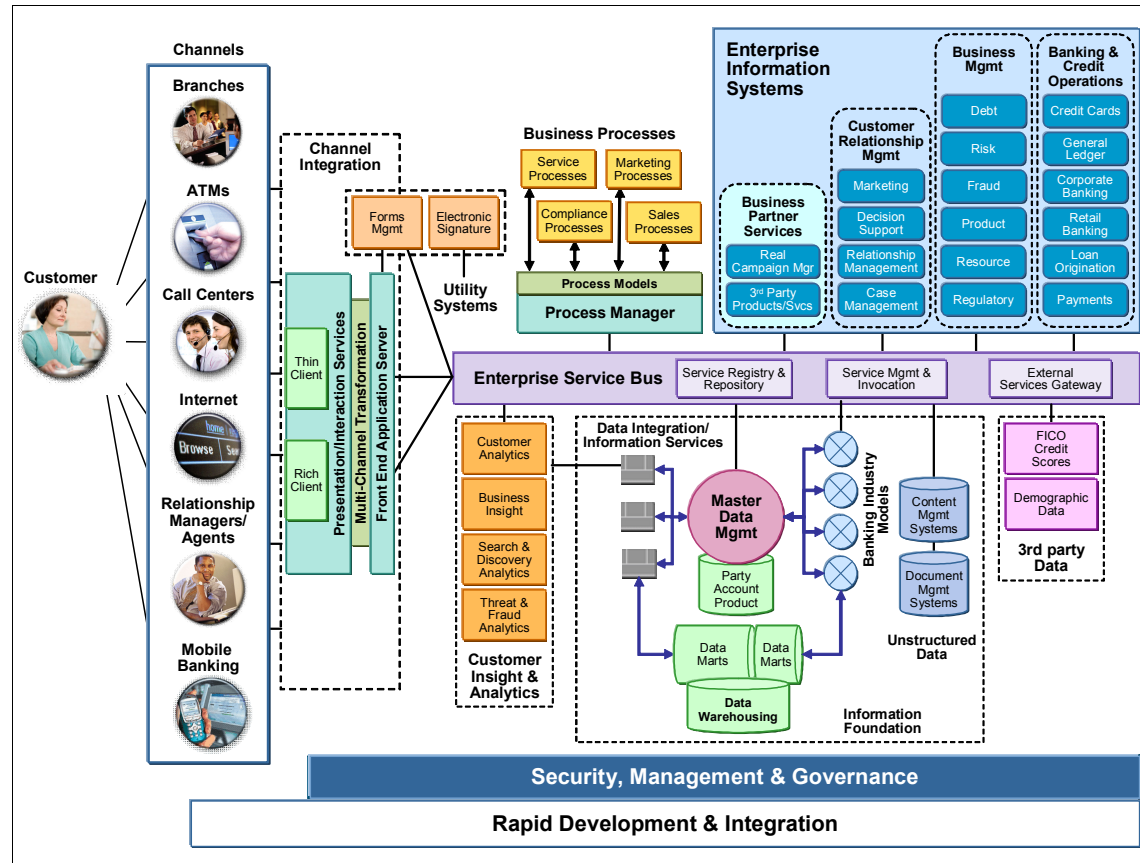 Channels
Branches
ATMs
Customer
Call Centers
Internet
home
Browse
Relationship
Managers/
Agents
Mobile
Banking
Channel
Integration
Thin
Client
Rich
Client
Presentation/Interaction Services
Multi-Channel Transformation
Front End Application Server
Forms
Mgmt
Electronic
Signature
Utility
Systems
Business Processes
Service
Processes
Marketing
Processes
Compliance
Processes
Sales
Processes
Process Models
Process Manager
Enterprise
Information
Systems
Business
Partner
Services
Real
Campaign Mgr
3rd Party
Products/Svcs
Customer
Relationship
Mgmt
Marketing
Decision
Support
Relationship
Management
Case
Management
Business
Mgmt
Debt
Risk
Fraud
Product
Resource
Regulatory
Banking &
Credit
Operations
Credit Cards
General
Ledger
Corporate
Banking
Retail
Banking
Loan
Origination
Payments
Enterprise Service Bus
Service Registry &
Repository
Service Mgmt &
Invocation
External
Services Gateway
Customer
Analytics
Business
Insight
Search &
Discovery
Analytics
Threat &
Fraud
Analytics
Customer
Insight &
Analytics
Data Integration/
Information Services
Master
Data
Mgmt
Party
Account
Product
Data
Marts
Data
Marts
Data
Warehousing
Banking Industry
Models
Content
Mgmt
Systems
Document
Mgmt
Systems
Unstructured
Data
Information
Foundation
FICO
Credit
Scores
Demographic
Data
3rd party
Data
Security, Management & Governance
Rapid Development & Integration